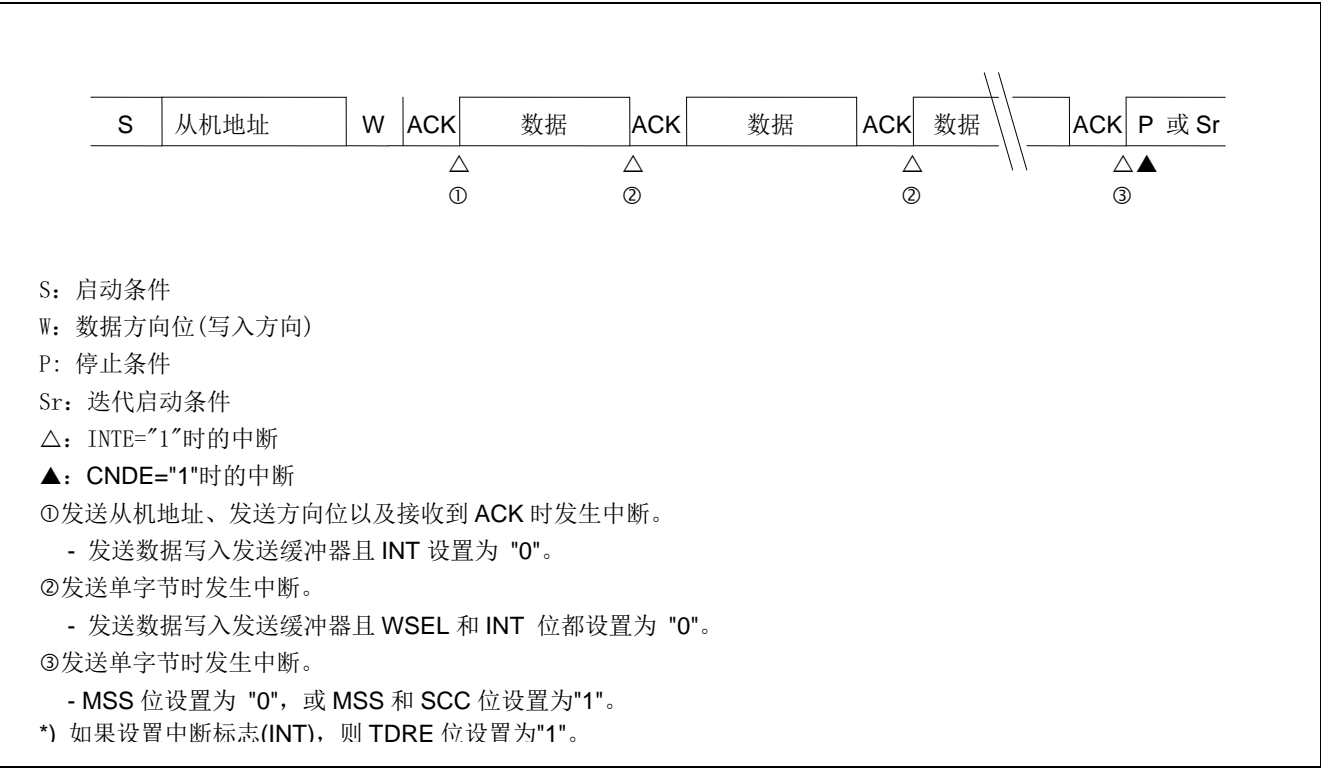 S 从机地址 W ACK 数据 ACK 数据 ACK 数据 ACK P 或 Sr
△ △ △ △▲
① ② ② ③
S：启动条件
W：数据方向位(写入方向)
P: 停止条件
Sr：迭代启动条件
△：INTE="1"时的中断
▲：CNDE="1"时的中断
①发送从机地址、发送方向位以及接收到 ACK 时发生中断。
- 发送数据写入发送缓冲器且 INT 设置为 "0"。
②发送单字节时发生中断。
- 发送数据写入发送缓冲器且 WSEL 和 INT 位都设置为 "0"。
③发送单字节时发生中断。
- MSS 位设置为 "0"，或 MSS 和 SCC 位设置为"1"。
*) 如果设置中断标志(INT)，则 TDRE 位设置为"1"。